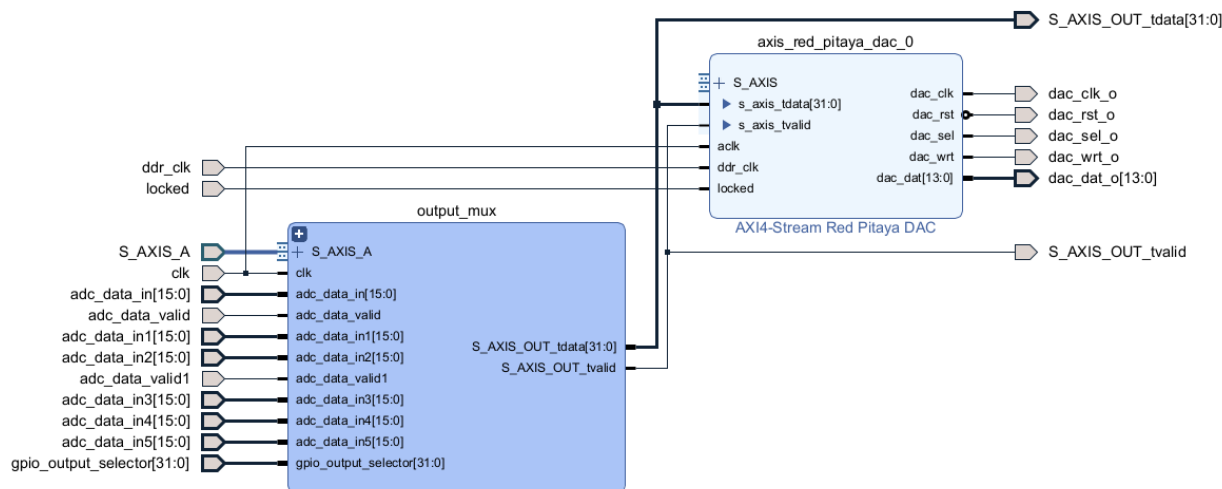 S_AXIS_OUT_tdata[31:0]
axis_red_pitaya_dac_0
S_AXIS
s_axis_tdata[31:0]
s_axis_tvalid
aclk
ddr_clk
locked
dac_clk
dac_rst
dac_sel
dac_wrt
dac_dat[13:0]
AXI4-Stream Red Pitaya DAC
dac_clk_o
dac_rst_o
dac_sel_o
dac_wrt_o
dac_dat_o[13:0]
ddr_clk
locked
output_mux
S_AXIS_A
clk
adc_data_in[15:0]
adc_data_valid
adc_data_in1[15:0]
adc_data_in2[15:0]
adc_data_valid1
adc_data_in3[15:0]
adc_data_in4[15:0]
adc_data_in5[15:0]
gpio_output_selector[31:0]
S_AXIS_A
clk
adc_data_in[15:0]
adc_data_valid
adc_data_in1[15:0]
adc_data_in2[15:0]
adc_data_valid1
adc_data_in3[15:0]
adc_data_in4[15:0]
adc_data_in5[15:0]
gpio_output_selector[31:0]
S_AXIS_OUT_tdata[31:0]
S_AXIS_OUT_tvalid
S_AXIS_OUT_tvalid